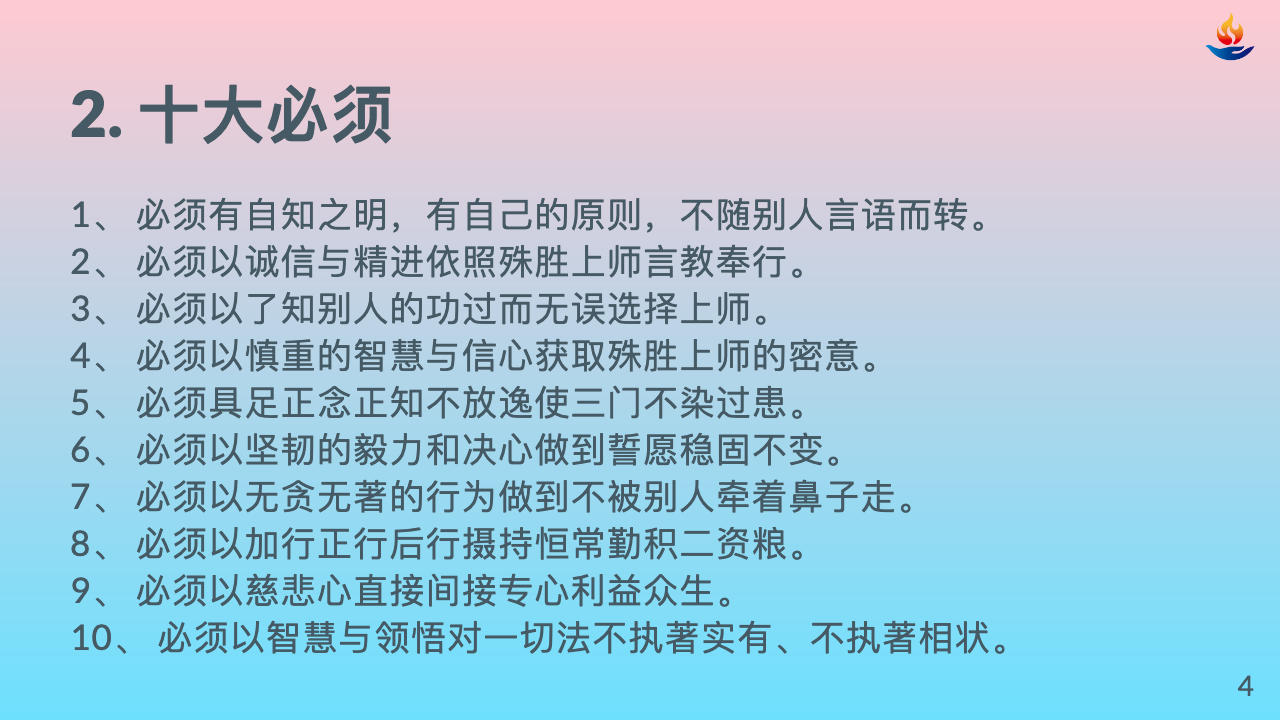 2. 十大必须
1、 必须有自知之明，有自己的原则，不随别人言语而转。
2、 必须以诚信与精进依照殊胜上师言教奉行。
3、 必须以了知别人的功过而无误选择上师。
4、 必须以慎重的智慧与信心获取殊胜上师的密意。
5、 必须具足正念正知不放逸使三门不染过患。
6、 必须以坚韧的毅力和决心做到誓愿稳固不变。
7、 必须以无贪无著的行为做到不被别人牵着鼻子走。
8、 必须以加行正行后行摄持恒常勤积二资粮。
9、 必须以慈悲心直接间接专心利益众生。
10、 必须以智慧与领悟对一切法不执著实有、不执著相状。
4